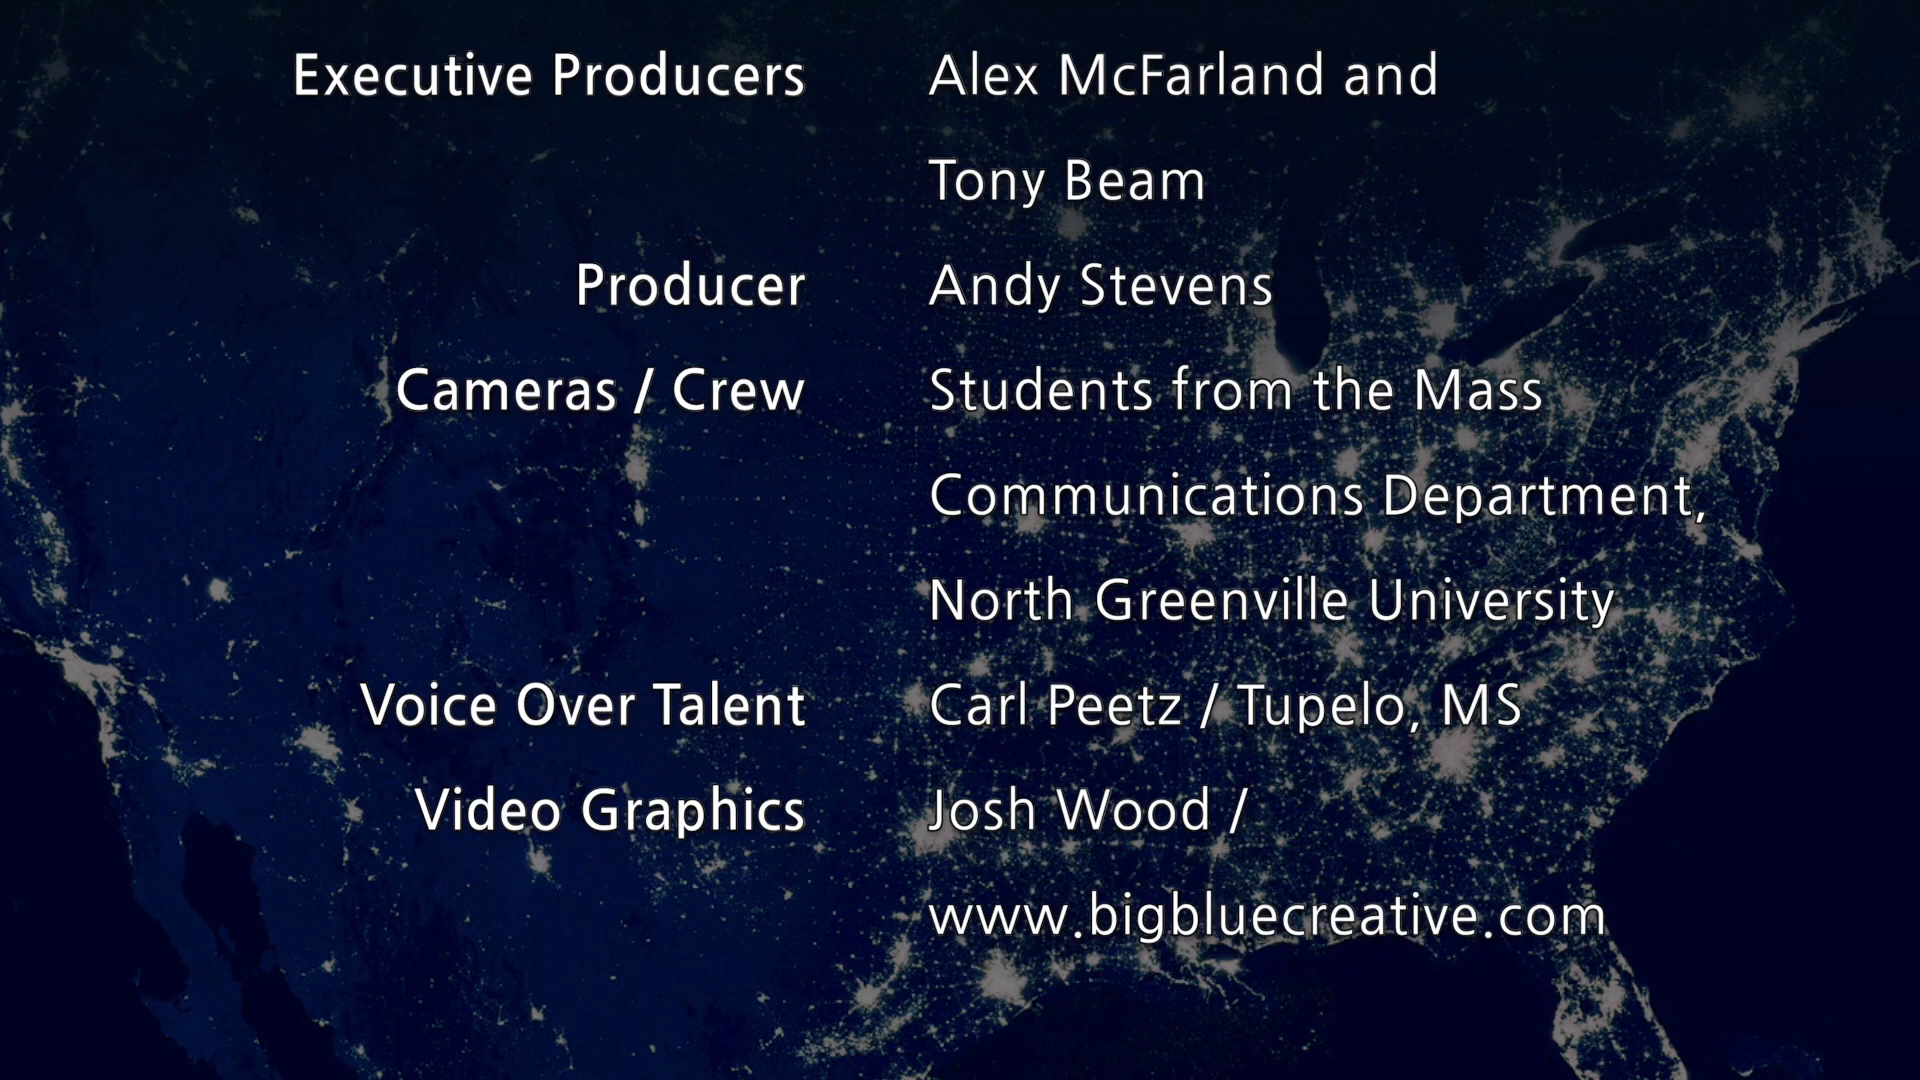 Executive Producers Alex McFarland and
Tony Beam
Producer Andy Stevens
Cameras / Crew Students from the Mass
Communications Department,
North Greenville University
Voice Over Talent Carl Peetz / Tupelo, MS
Video Graphics Josh Wood /
www.bigbluecreative.com